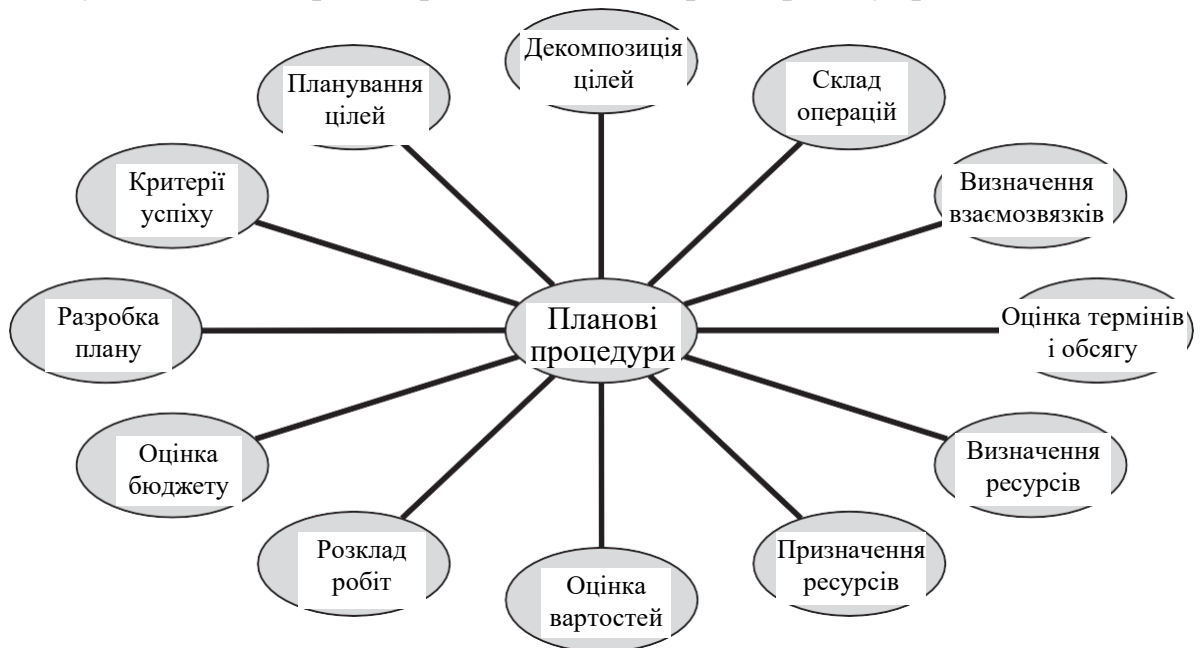 Декомпозиція
цілей
Склад
операцій
Визначення
взаємозвязків
Оцінка термінів
і обсягу
Визначення
ресурсів
Призначення
ресурсів
Оцінка
вартостей
Розклад
робіт
Оцінка
бюджету
Разробка
плану
Критерії
успіху
Планування
цілей
Планові
процедури